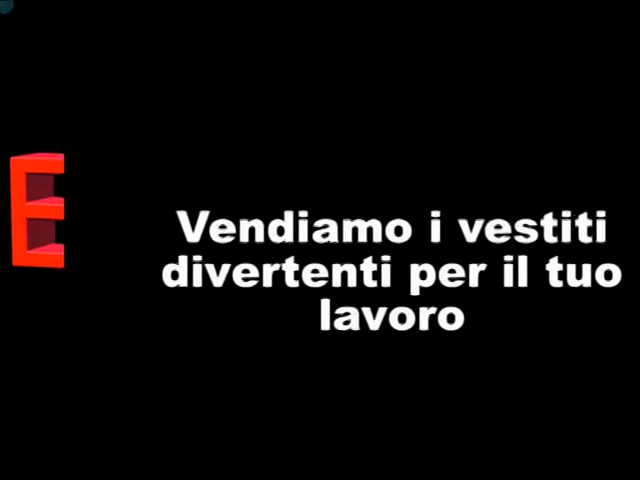 E
Vendiamo i vestiti
divertenti per il tuo
lavoro